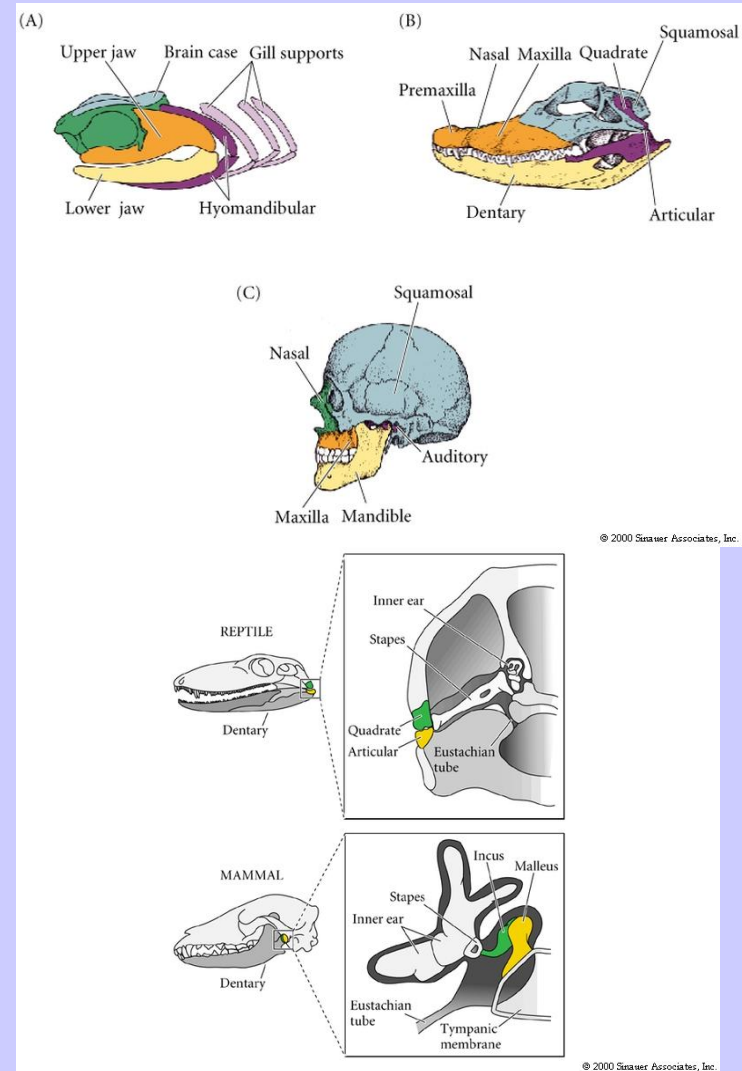 (A)
Upper jaw
Brain case
Gill supports
Lower jaw
Hyomandibular
(B)
Squamosal
Nasal
Maxilla
Quadrate
Premaxilla
Dentary
Articular
(C)
Squamosal
Nasal
Auditory
Maxilla
Mandible
© 2000 Sinauer Associates, Inc.
REPTILE
Dentary
Inner ear
Stapes
Quadrate
Articular
Eustachian
tube
MAMMAL
Dentary
Incus
Malleus
Stapes
Inner ear
Eustachian
tube
Tympanic
membrane
© 2000 Sinauer Associates, Inc.